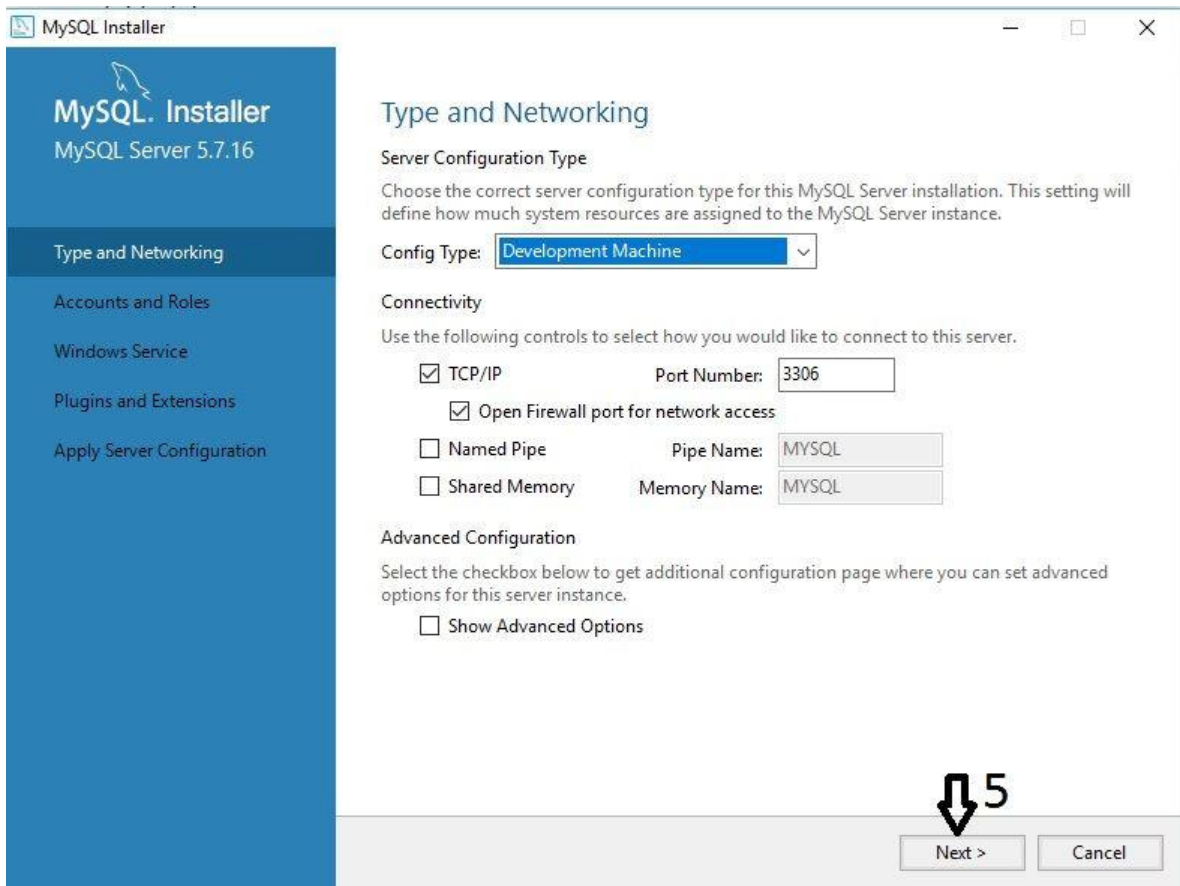 MySQL Installer
MySQL. Installer
MySQL Server 5.7.16
Type and Networking
Accounts and Roles
Windows Service
Plugins and Extensions
Apply Server Configuration
Type and Networking
Server Configuration Type
Choose the correct server configuration type for this MySQL Server installation. This setting will
define how much system resources are assigned to the MySQL Server instance.
Config Type: Development Machine
Connectivity
Use the following controls to select how you would like to connect to this server.
TCP/IP Port Number: 3306
Open Firewall port for network access
Named Pipe Pipe Name: MYSQL
Shared Memory Memory Name: MYSQL
Advanced Configuration
Select the checkbox below to get additional configuration page where you can set advanced
options for this server instance.
Show Advanced Options
5
Next > Cancel